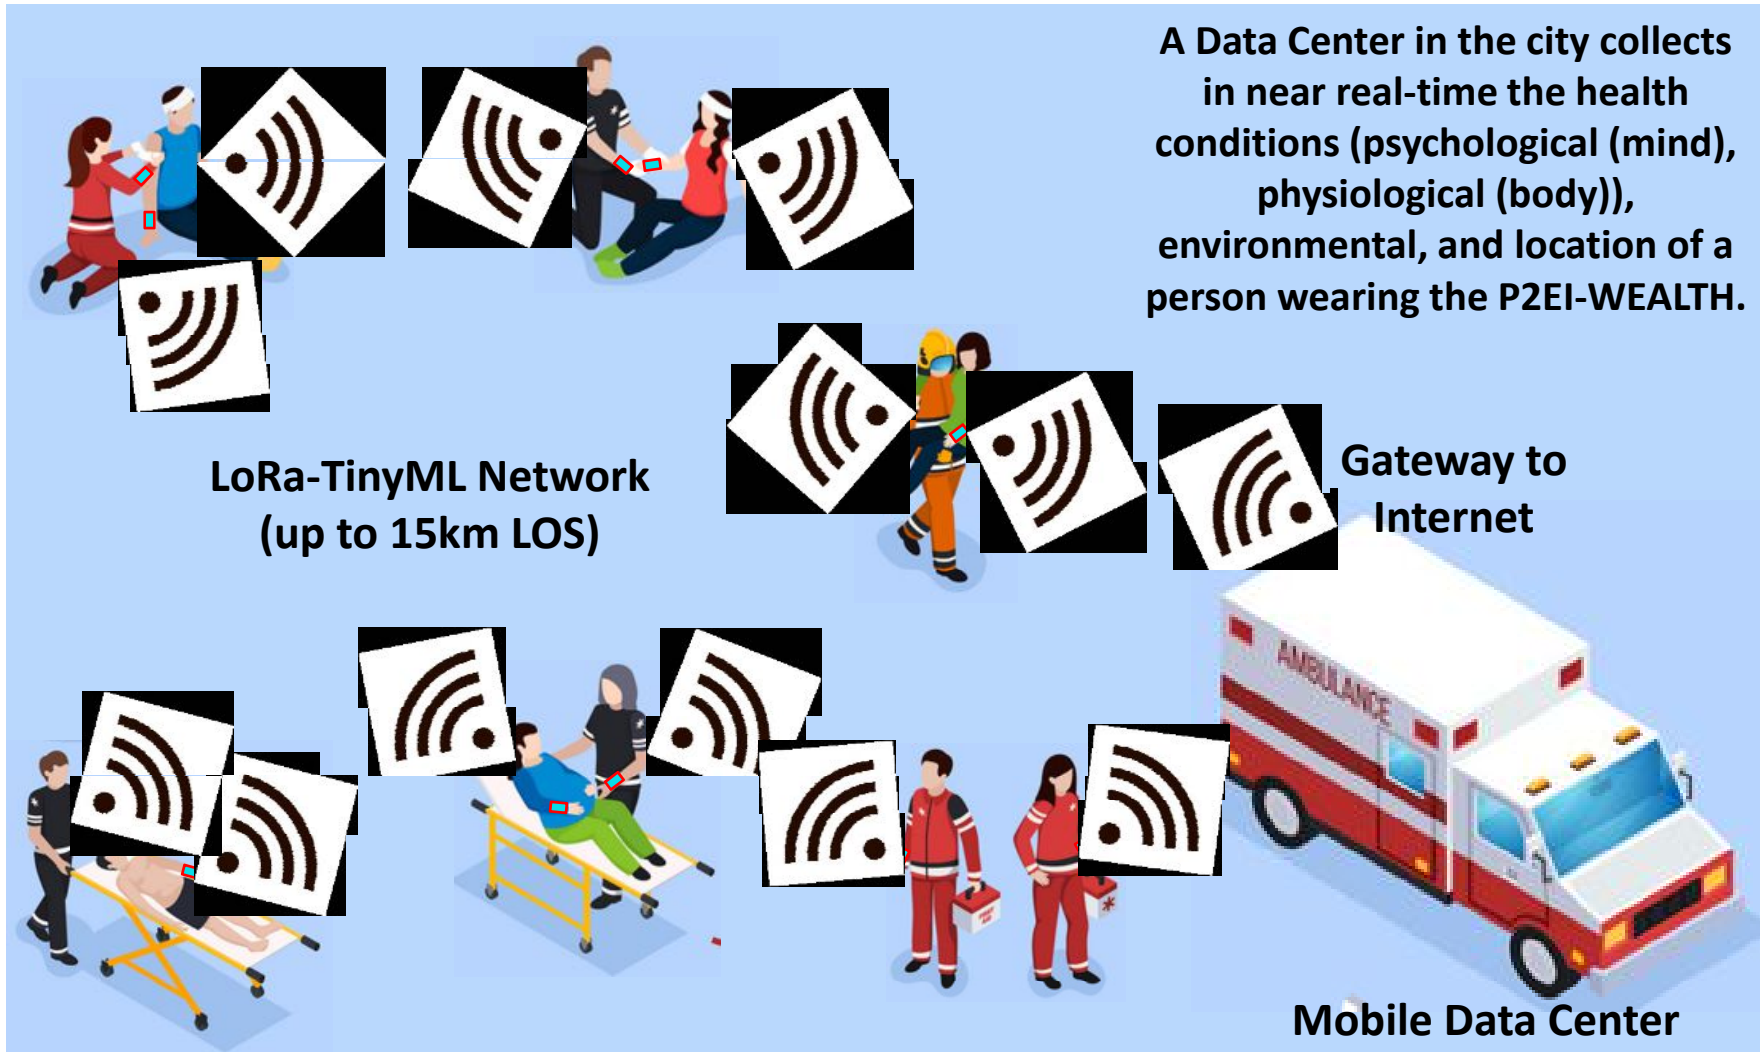 A Data Center in the city collects
in near real-time the health
conditions (psychological (mind),
physiological (body)),
environmental, and location of a
person wearing the P2EI-WEALTH.
LoRa-TinyML Network
(up to 15km LOS)
Gateway to
Internet
AMBULANCE
Mobile Data Center